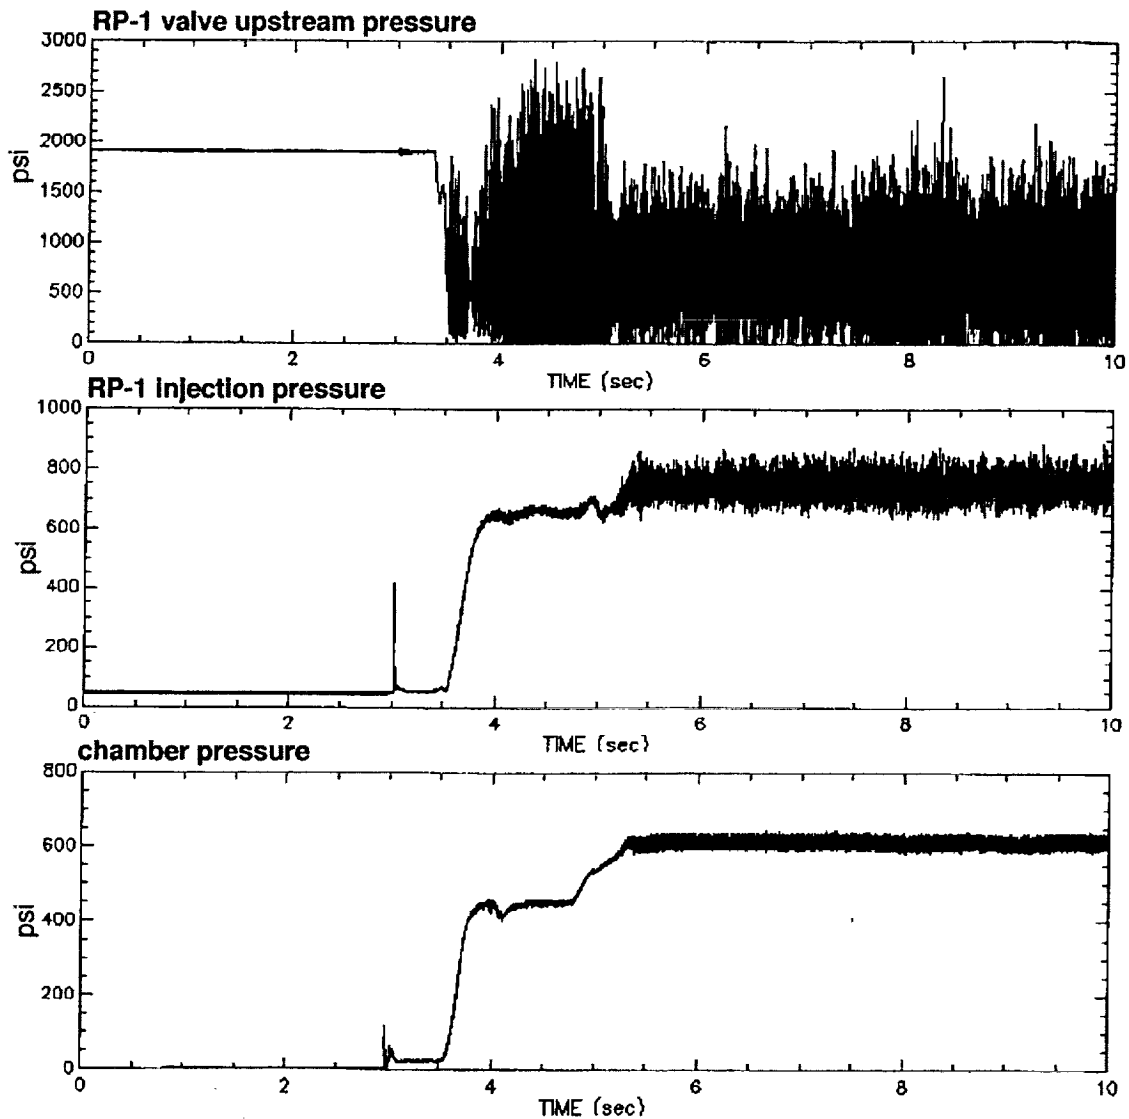 RP-1 valve upstream pressure
3000
2500
2000
1500
1000
500
0
psi
0 2 4 6 8 10
TIME (sec)
RP-1 injection pressure
1000
800
600
400
200
0
psi
0 2 4 6 8 10
TIME (sec)
chamber pressure
800
600
400
200
0
psi
0 2 4 6 8 10
TIME (sec)